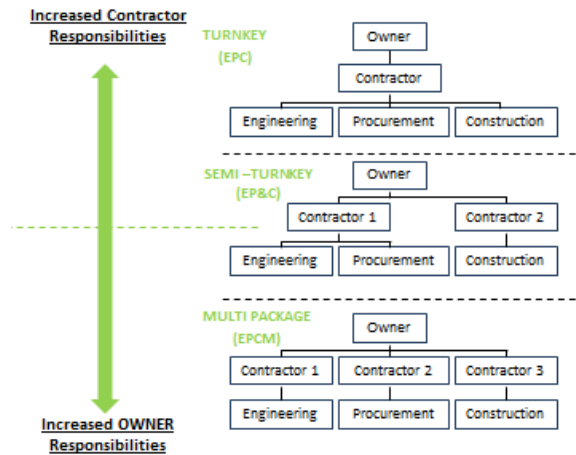 Increased Contractor
Responsibilities
TURNKEY
(EPC)
Owner
Contractor
Engineering
Procurement
Construction
SEMI –TURNKEY
(EP&C)
Owner
Contractor 1
Contractor 2
Engineering
Procurement
Construction
MULTI PACKAGE
(EPCM)
Owner
Contractor 1
Contractor 2
Contractor 3
Engineering
Procurement
Construction
Increased OWNER
Responsibilities